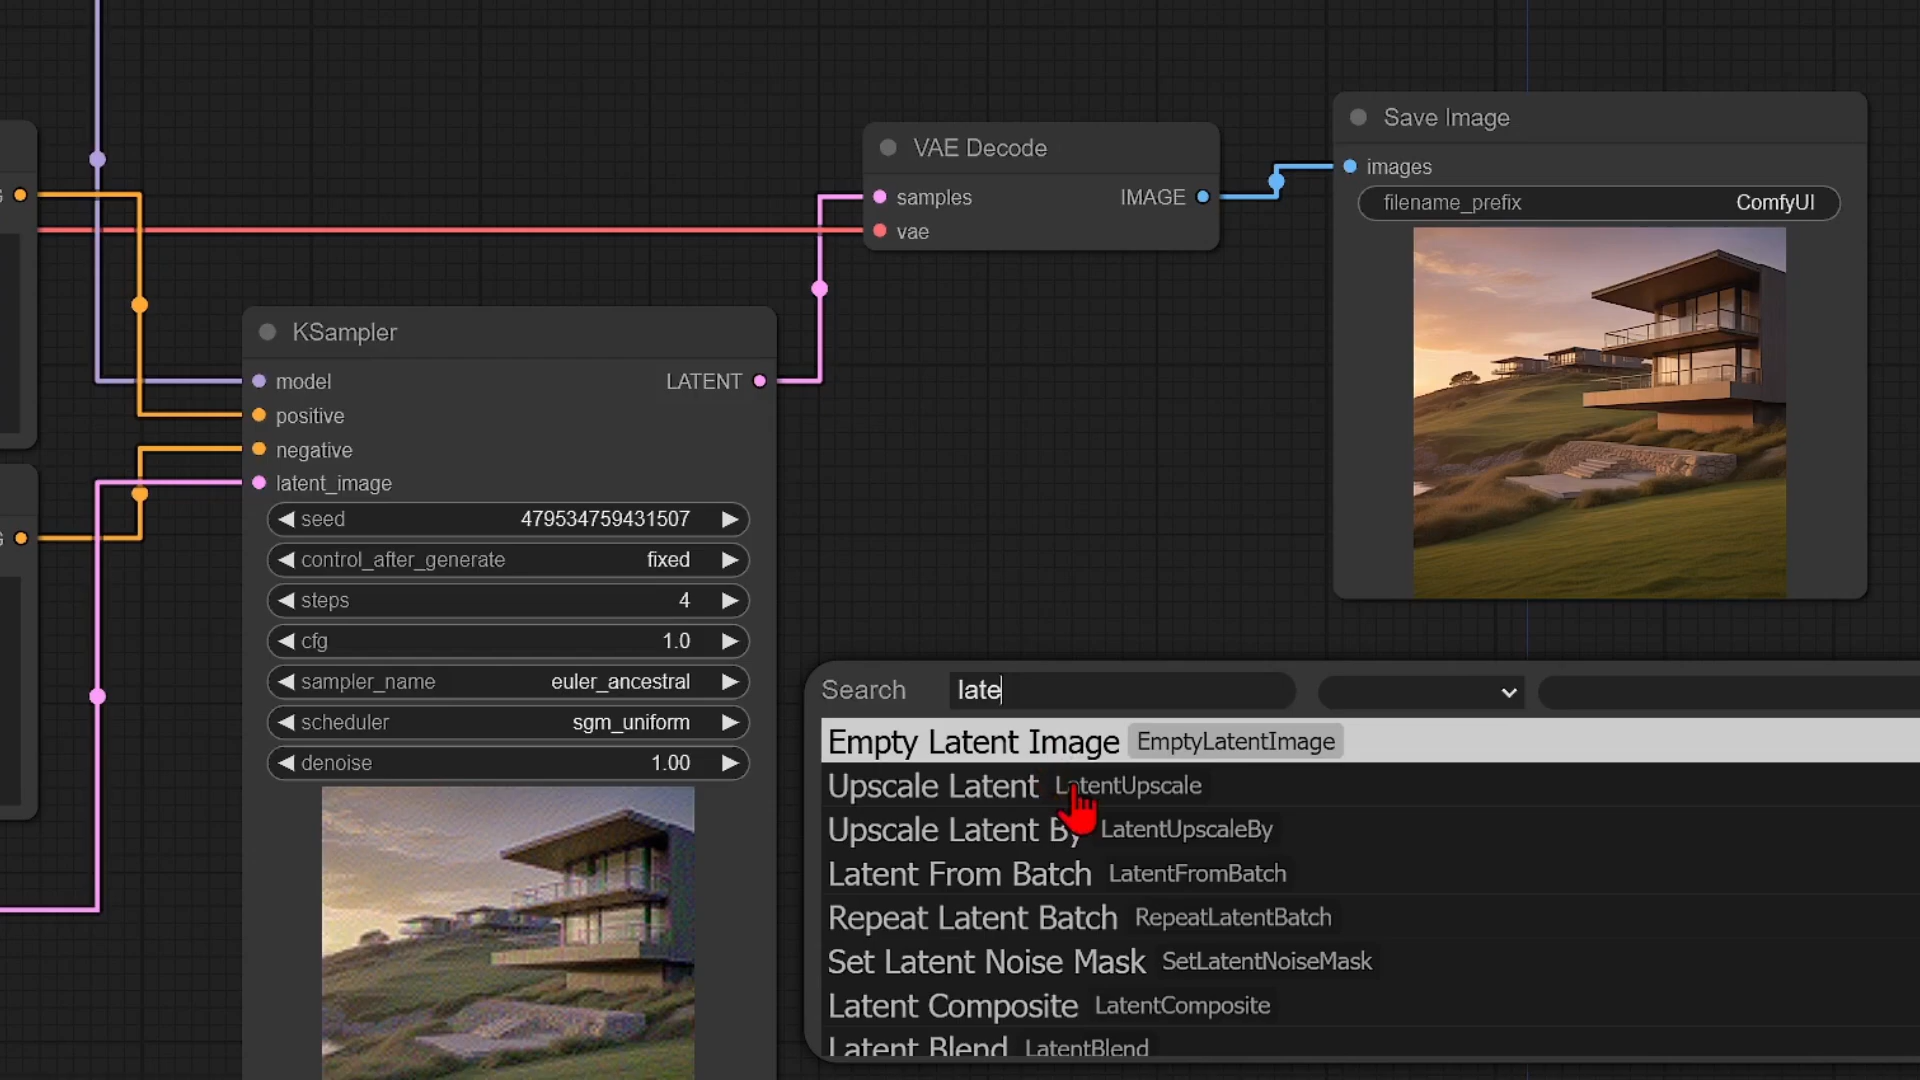 Save Image
images
filename_prefix ComfyUI
VAE Decode
samples IMAGE
vae
KSampler
model LATENT
positive
negative
latent_image
seed 479534759431507
control_after_generate fixed
steps 4
cfg 1.0
sampler_name euler_ancestral
scheduler sgm_uniform
denoise 1.00
Search late
Empty Latent Image EmptyLatentImage
Upscale Latent LatentUpscale
Upscale Latent By LatentUpscaleBy
Latent From Batch LatentFromBatch
Repeat Latent Batch RepeatLatentBatch
Set Latent Noise Mask SetLatentNoiseMask
Latent Composite LatentComposite
Latent Blend LatentBlend